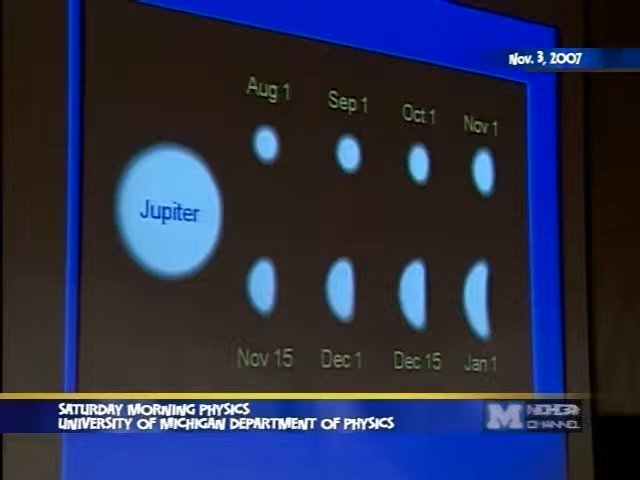 Nov. 3, 2007
Aug 1
Sep 1
Oct 1
Nov 1
Jupiter
Nov 15
Dec 1
Dec 15
Jan 1
SATURDAY MORNING PHYSICS
UNIVERSITY OF MICHIGAN DEPARTMENT OF PHYSICS
M
CHANNEL